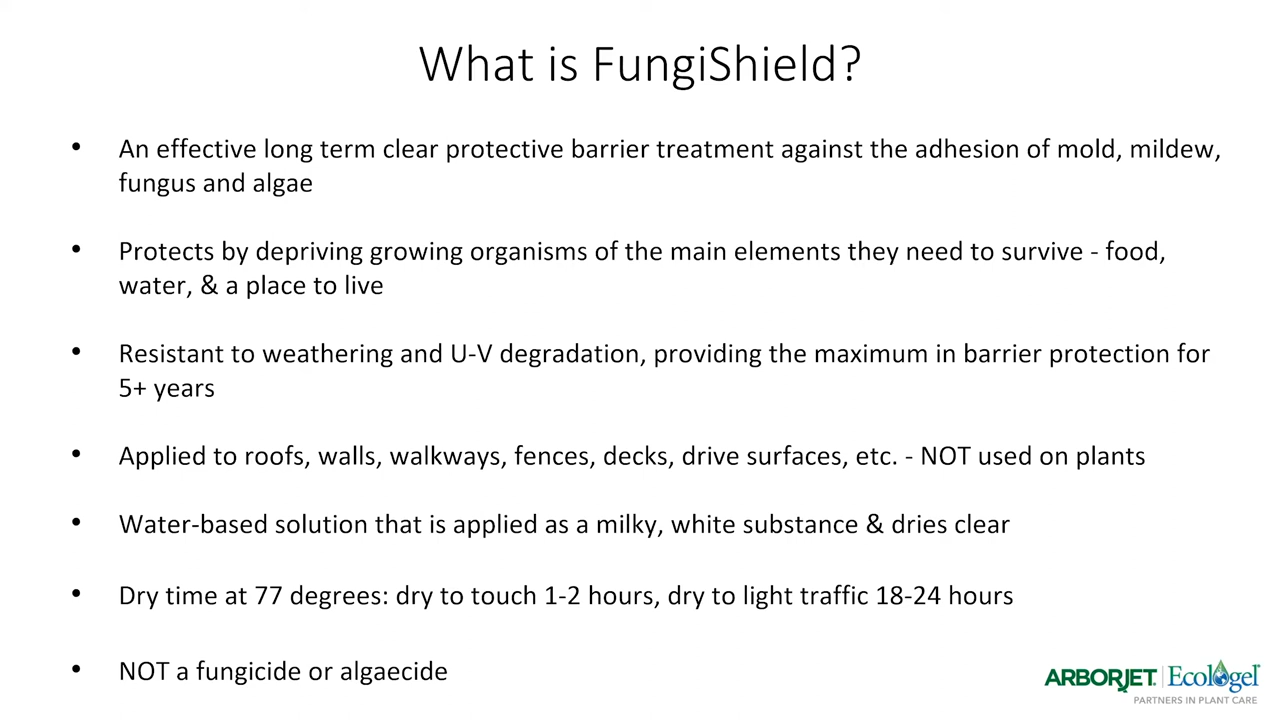 What is FungiShield?
• An effective long term clear protective barrier treatment against the adhesion of mold, mildew,
fungus and algae
• Protects by depriving growing organisms of the main elements they need to survive - food,
water, & a place to live
• Resistant to weathering and U-V degradation, providing the maximum in barrier protection for
5+ years
• Applied to roofs, walls, walkways, fences, decks, drive surfaces, etc. - NOT used on plants
• Water-based solution that is applied as a milky, white substance & dries clear
• Dry time at 77 degrees: dry to touch 1-2 hours, dry to light traffic 18-24 hours
• NOT a fungicide or algaecide
ARBORJET Ecologel
PARTNERS IN PLANT CARE